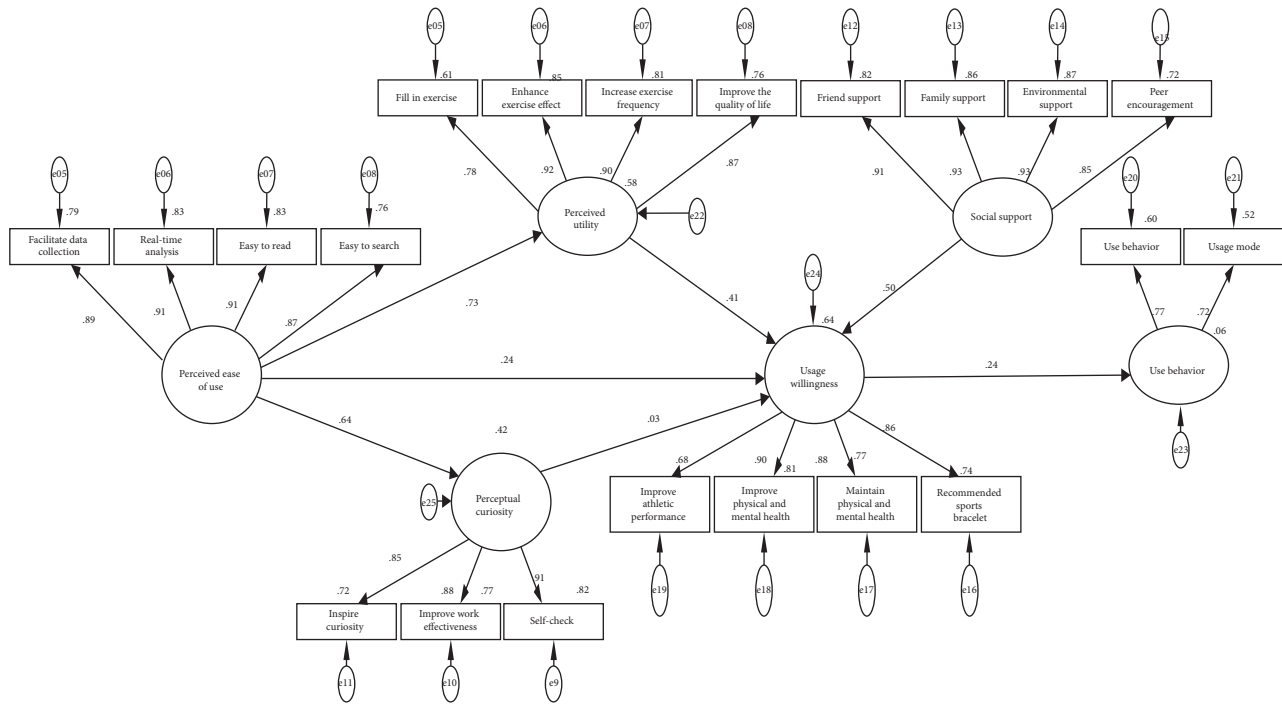 e05
e06
e07
e08
e12
e13
e14
e15
.61
.85
.81
.76
.82
.86
.87
.72
Fill in exercise
Enhance
exercise effect
Increase exercise
frequency
Improve the
quality of life
Friend support
Family support
Environmental
support
Peer
encouragement
.78
.92
.90
.58
.87
.91
.93
.93
.85
e05
e06
e07
e08
e20
e21
.79
.83
.83
.76
.60
.52
Facilitate data
collection
Real-time
analysis
Easy to read
Easy to search
Perceived
utility
e22
Social support
Use behavior
Usage mode
e24
.89
.91
.91
.87
.73
.41
.50
.64
.77
.72
.06
Perceived ease
of use
.24
Usage
willingness
.24
Use behavior
.64
.42
.03
e23
.68
.90
.81
.88
.77
.86
.74
e25
Perceptual
curiosity
Improve
athletic
performance
Improve
physical and
mental health
Maintain
physical and
mental health
Recommended
sports
bracelet
.85
.88
.77
.91
.82
.72
e19
e18
e17
e16
Inspire
curiosity
Improve work
effectiveness
Self-check
e11
e10
e9